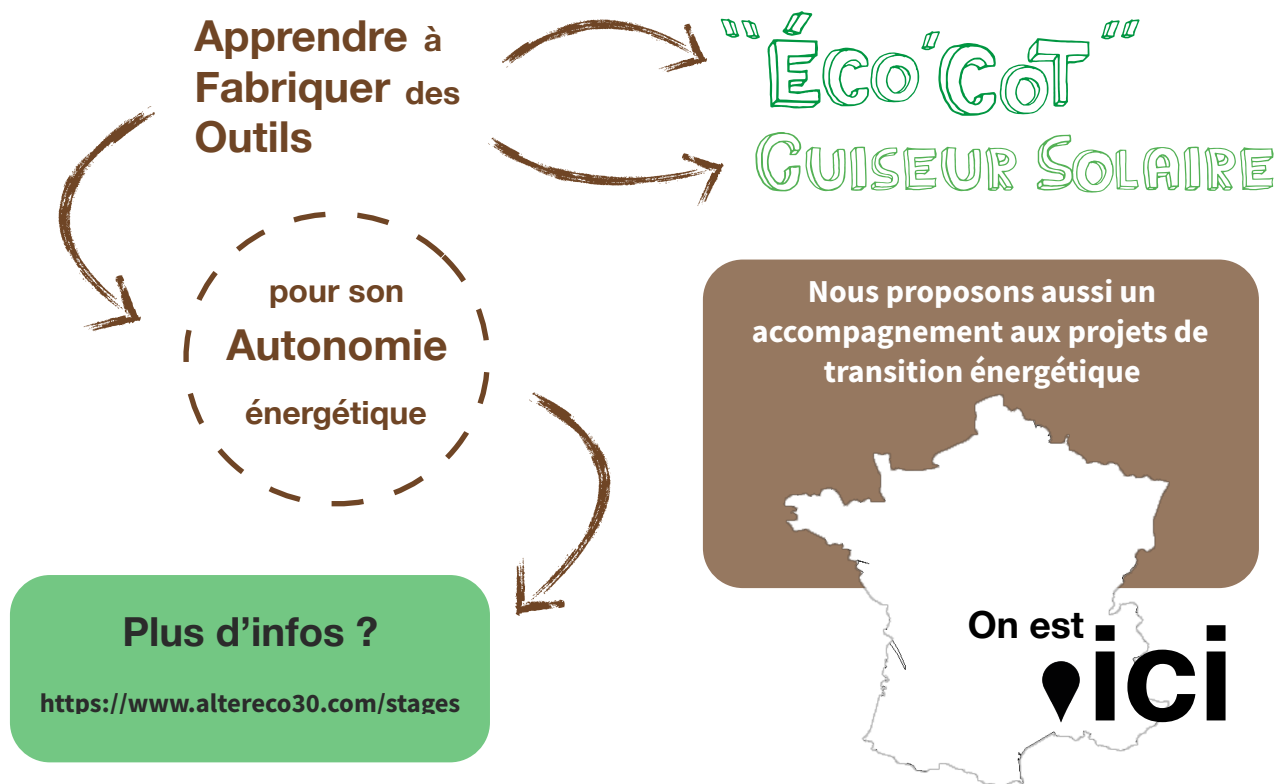 Apprendre à
Fabriquer des
Outils
"Éco'Cot"
Cuiseur Solaire
pour son
Autonomie
énergétique
Nous proposons aussi un
accompagnement aux projets de
transition énergétique
Plus d’infos ?
https://www.altereco30.com/stages
On est
ici